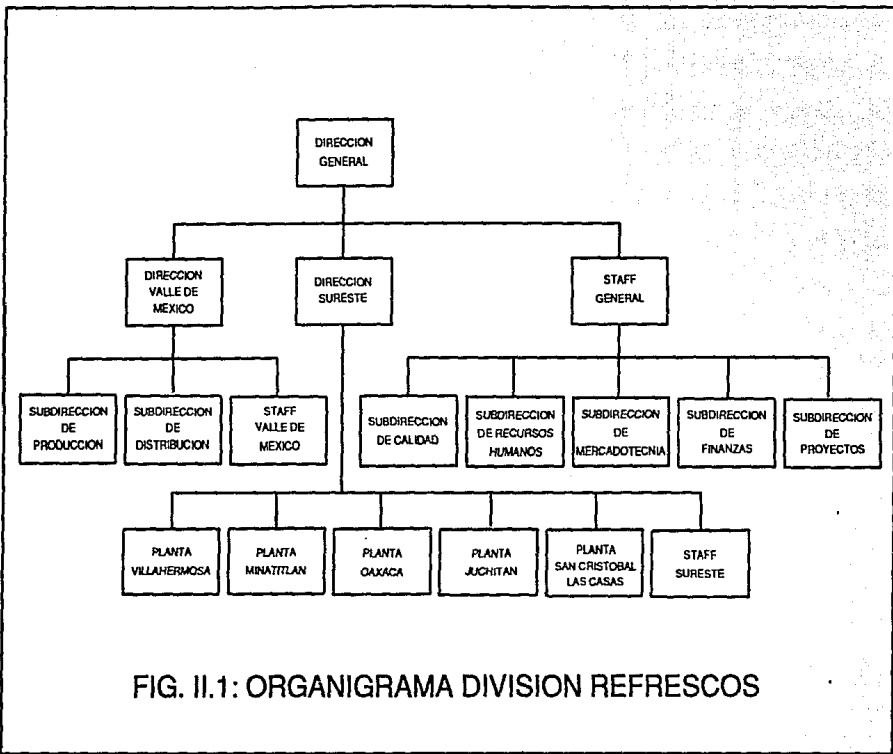 DIRECCION
GENERAL
DIRECCION
VALLE DE
MEXICO
DIRECCION
SURESTE
STAFF
GENERAL
SUBDIRECCION
DE
PRODUCCION
SUBDIRECCION
DE
DISTRIBUCION
STAFF
VALLE DE
MEXICO
SUBDIRECCION
DE CALIDAD
SUBDIRECCION
DE RECURSOS
HUMANOS
SUBDIRECCION
DE
MERCADOTECNIA
SUBDIRECCION
DE
FINANZAS
SUBDIRECCION
DE
PROYECTOS
PLANTA
VILLAHERMOSA
PLANTA
MINATITLAN
PLANTA
OAXACA
PLANTA
JUCHITAN
PLANTA
SAN CRISTOBAL
LAS CASAS
STAFF
SURESTE
FIG. II.1: ORGANIGRAMA DIVISION REFRESCOS